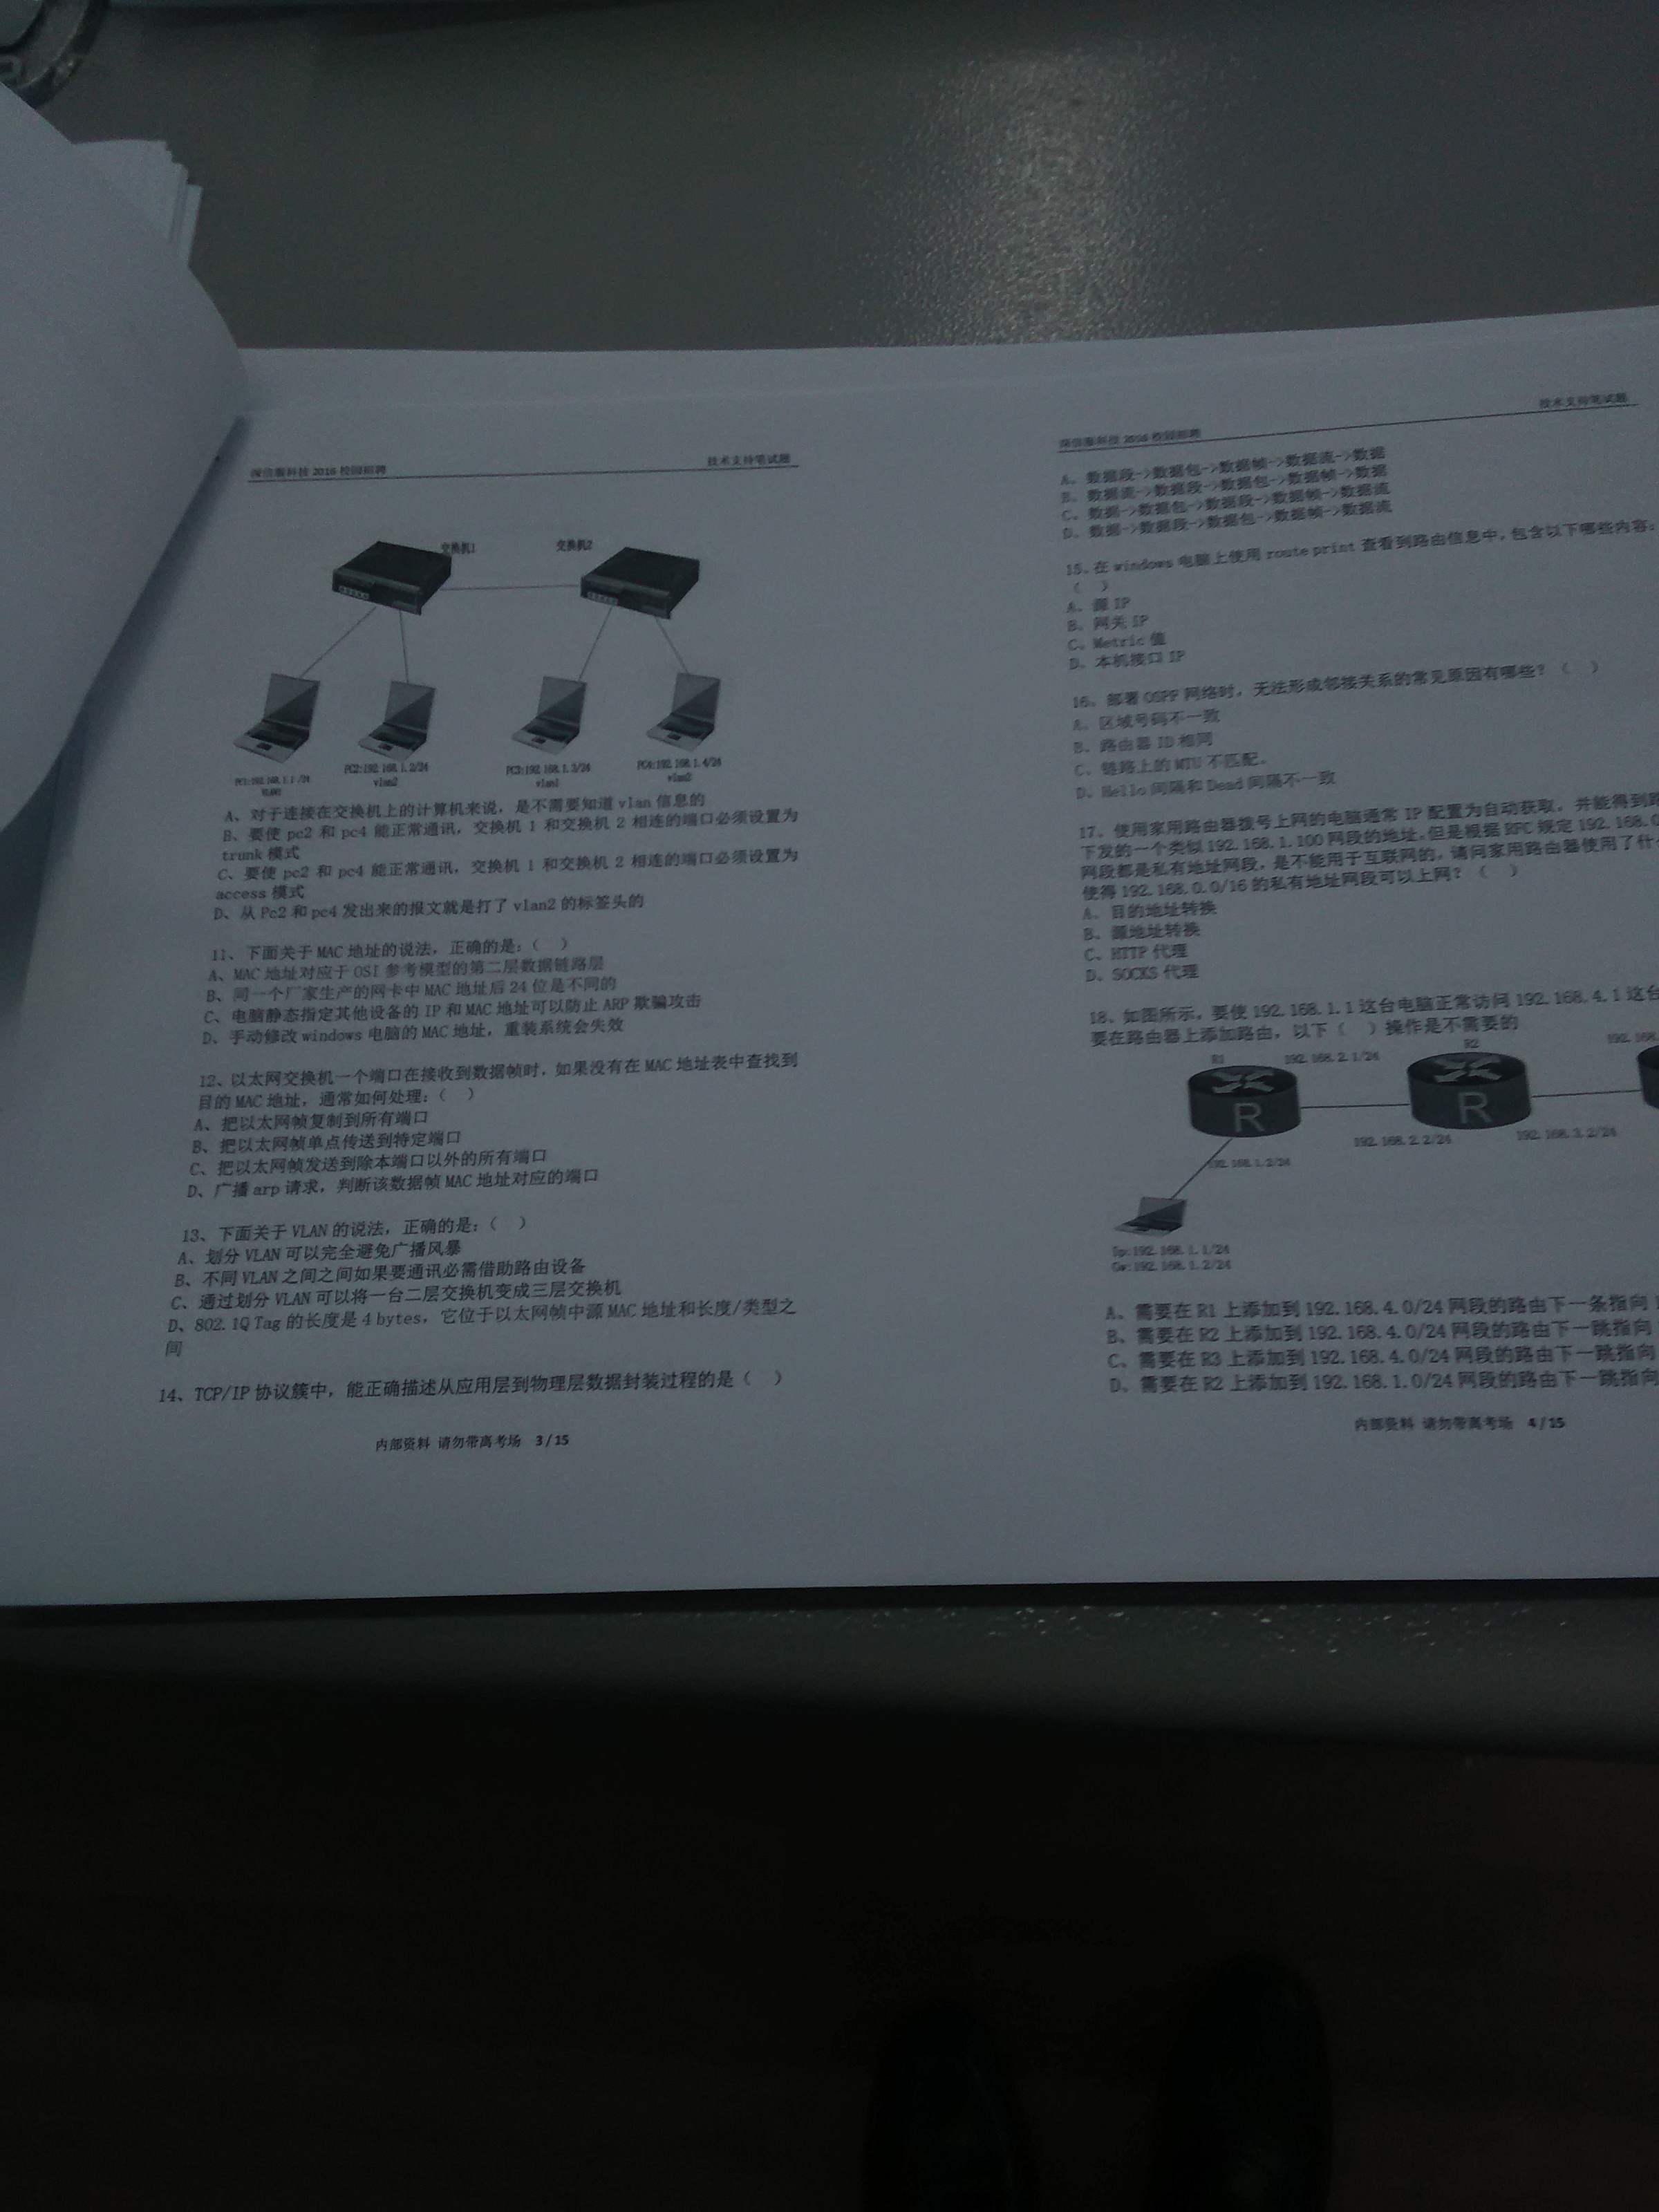 深信服科技 2016 校园招聘 技术支持笔试题
交换机1 交换机2
PC1:192.168.1.1/24
PC2:192.168.1.2/24
vlan2
PC3:192.168.1.3/24
vlan1
PC4:192.168.1.4/24
vlan2
A、对于连接在交换机上的计算机来说，是不需要知道 vlan 信息的
B、要使 pc2 和 pc4 能正常通讯，交换机 1 和交换机 2 相连的端口必须设置为
trunk 模式
C、要使 pc2 和 pc4 能正常通讯，交换机 1 和交换机 2 相连的端口必须设置为
access 模式
D、从 Pc2 和 pc4 发出来的报文就是打了 vlan2 的标签头的
11、下面关于 MAC 地址的说法，正确的是：（ ）
A、MAC 地址对应于 OSI 参考模型的第二层数据链路层
B、同一个厂家生产的网卡中 MAC 地址后 24 位是不同的
C、电脑静态指定其他设备的 IP 和 MAC 地址可以防止 ARP 欺骗攻击
D、手动修改 windows 电脑的 MAC 地址，重装系统会失效
12、以太网交换机一个端口在接收到数据帧时，如果没有在 MAC 地址表中查找到
目的 MAC 地址，通常如何处理：（ ）
A、把以太网帧复制到所有端口
B、把以太网帧单点传送到特定端口
C、把以太网帧发送到除本端口以外的所有端口
D、广播 arp 请求，判断该数据帧 MAC 地址对应的端口
13、下面关于 VLAN 的说法，正确的是：（ ）
A、划分 VLAN 可以完全避免广播风暴
B、不同 VLAN 之间之间如果要通讯必需借助路由设备
C、通过划分 VLAN 可以将一台二层交换机变成三层交换机
D、802.1Q Tag 的长度是 4 bytes，它位于以太网帧中源 MAC 地址和长度/类型之
间
14、TCP/IP 协议簇中，能正确描述从应用层到物理层数据封装过程的是（ ）
内部资料 请勿带离考场 3 / 15
深信服科技 2016 校园招聘 技术支持笔试题
A、数据段->数据包->数据帧->数据流->数据
B、数据流->数据段->数据包->数据帧->数据
C、数据->数据包->数据段->数据帧->数据流
D、数据->数据段->数据包->数据帧->数据流
15、在 windows 电脑上使用 route print 查看到路由信息中，包含以下哪些内容：
（ ）
A、源 IP
B、网关 IP
C、Metric 值
D、本机接口 IP
16、部署 OSPF 网络时，无法形成邻接关系的常见原因有哪些？（ ）
A、区域号码不一致
B、路由器 ID 相同
C、链路上的 MTU 不匹配。
D、Hello 间隔和 Dead 间隔不一致
17、使用家用路由器拨号上网的电脑通常 IP 配置为自动获取，并能得到路
下发的一个类似 192.168.1.100 网段的地址，但是根据 RFC 规定 192.168.0
网段都是私有地址网段，是不能用于互联网的，请问家用路由器使用了什
使得 192.168.0.0/16 的私有地址网段可以上网？（ ）
A、目的地址转换
B、源地址转换
C、HTTP 代理
D、SOCKS 代理
18、如图所示，要使 192.168.1.1 这台电脑正常访问 192.168.4.1 这台
要在路由器上添加路由，以下（ ）操作是不需要的
R1 192.168.2.1/24 R2 192.168
R R
192.168.2.2/24 192.168.3.2/24
192.168.1.2/24
Ip:192.168.1.1/24
Gw:192.168.1.2/24
A、需要在 R1 上添加到 192.168.4.0/24 网段的路由下一条指向
B、需要在 R2 上添加到 192.168.4.0/24 网段的路由下一跳指向
C、需要在 R3 上添加到 192.168.4.0/24 网段的路由下一跳指向
D、需要在 R2 上添加到 192.168.1.0/24 网段的路由下一跳指向
内部资料 请勿带离考场 4 / 15